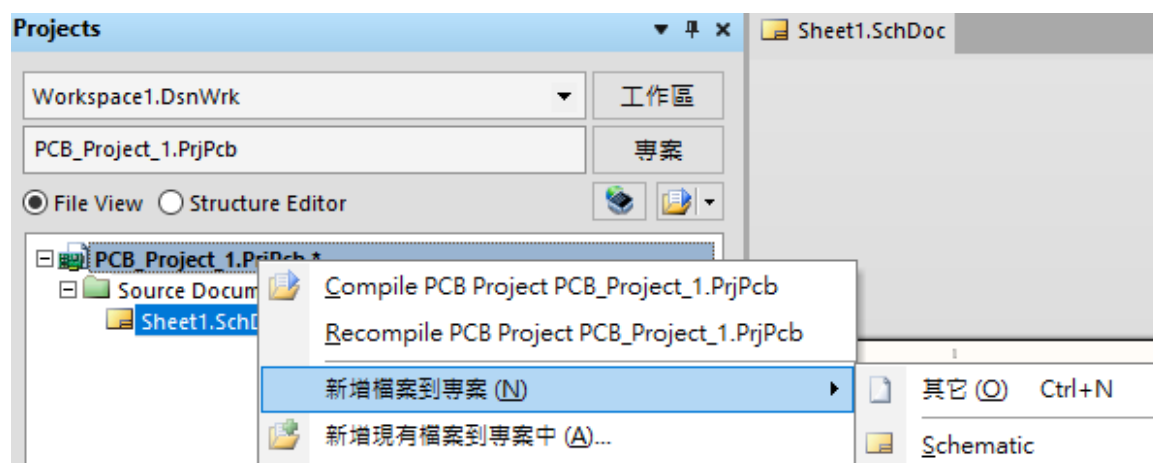 Projects
Sheet1.SchDoc
Workspace1.DsnWrk
工作區
PCB_Project_1.PrjPcb
專案
File View Structure Editor
PCB_Project_1.PrjPcb *
Source Docum
Compile PCB Project PCB_Project_1.PrjPcb
Sheet1.SchD
Recompile PCB Project PCB_Project_1.PrjPcb
新增檔案到專案 (N)
其它 (O) Ctrl+N
新增現有檔案到專案中 (A)...
Schematic